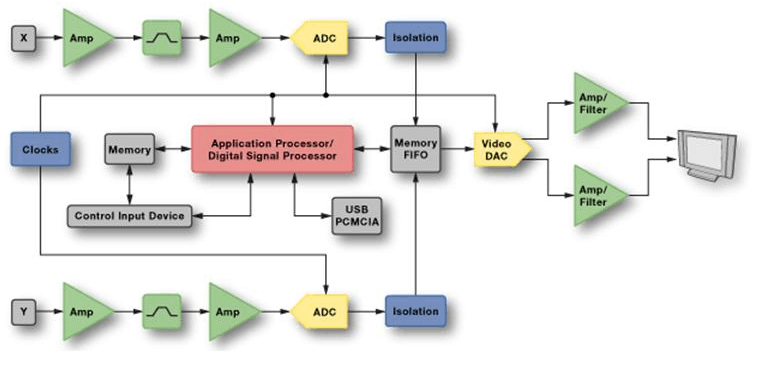 X
Amp
Amp
ADC
Isolation
Clocks
Memory
Application Processor/
Digital Signal Processor
Memory
FIFO
Video
DAC
Amp/
Filter
Amp/
Filter
Control Input Device
USB
PCMCIA
Y
Amp
Amp
ADC
Isolation